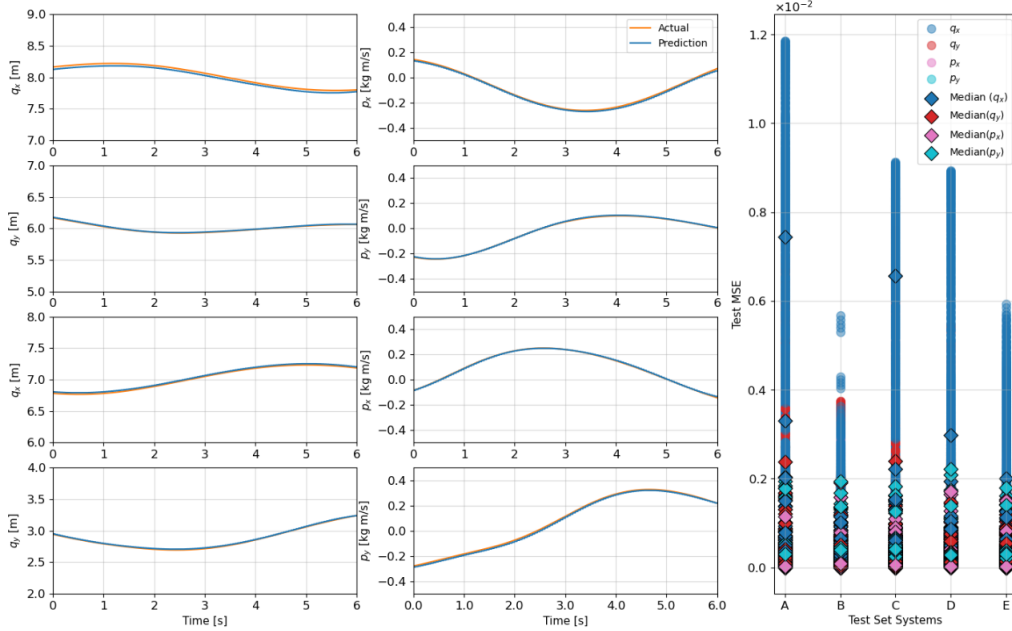 9.0
8.5
8.0
7.5
7.0
q_x [m]
0 1 2 3 4 5 6
0.4
0.2
0.0
−0.2
−0.4
p_x [kg m/s]
Actual
Prediction
0 1 2 3 4 5 6
7.0
6.5
6.0
5.5
5.0
q_y [m]
0 1 2 3 4 5 6
0.4
0.2
0.0
−0.2
−0.4
p_y [kg m/s]
0 1 2 3 4 5 6
8.0
7.5
7.0
6.5
6.0
q_x [m]
0 1 2 3 4 5 6
0.4
0.2
0.0
−0.2
−0.4
p_x [kg m/s]
0 1 2 3 4 5 6
4.0
3.5
3.0
2.5
2.0
q_y [m]
0 1 2 3 4 5 6
Time [s]
0.4
0.2
0.0
−0.2
−0.4
p_y [kg m/s]
0.0 1.0 2.0 3.0 4.0 5.0 6.0
Time [s]
×10⁻²
1.2
1.0
0.8
0.6
0.4
0.2
0.0
Test MSE
q_x
q_y
p_x
p_y
Median (q_x)
Median(q_y)
Median(p_x)
Median(p_y)
A B C D E
Test Set Systems